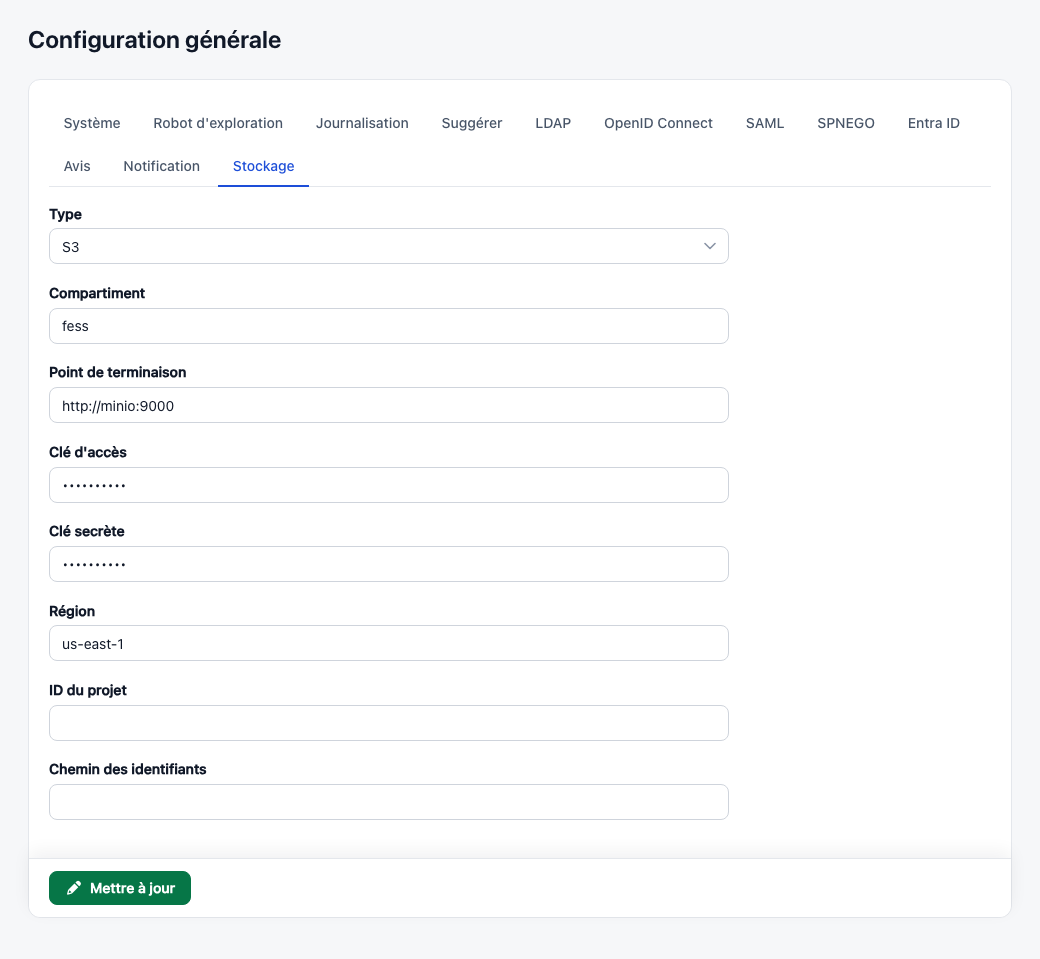 Configuration générale
Système Robot d'exploration Journalisation Suggérer LDAP OpenID Connect SAML SPNEGO Entra ID
Avis Notification Stockage
Type
S3
Compartiment
fess
Point de terminaison
http://minio:9000
Clé d'accès
••••••••••
Clé secrète
••••••••••
Région
us-east-1
ID du projet
Chemin des identifiants
Mettre à jour